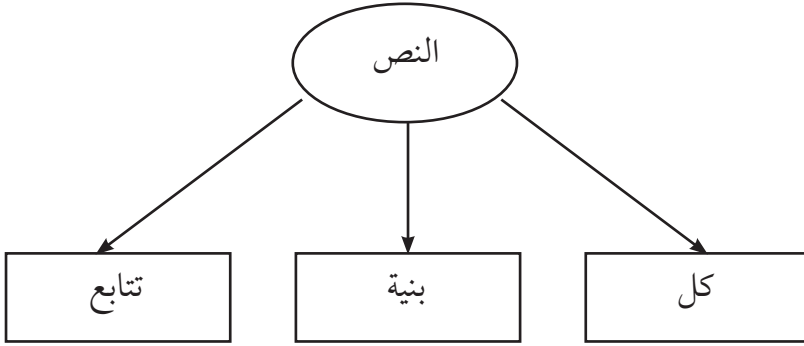 النص
كل
بنية
تتابع